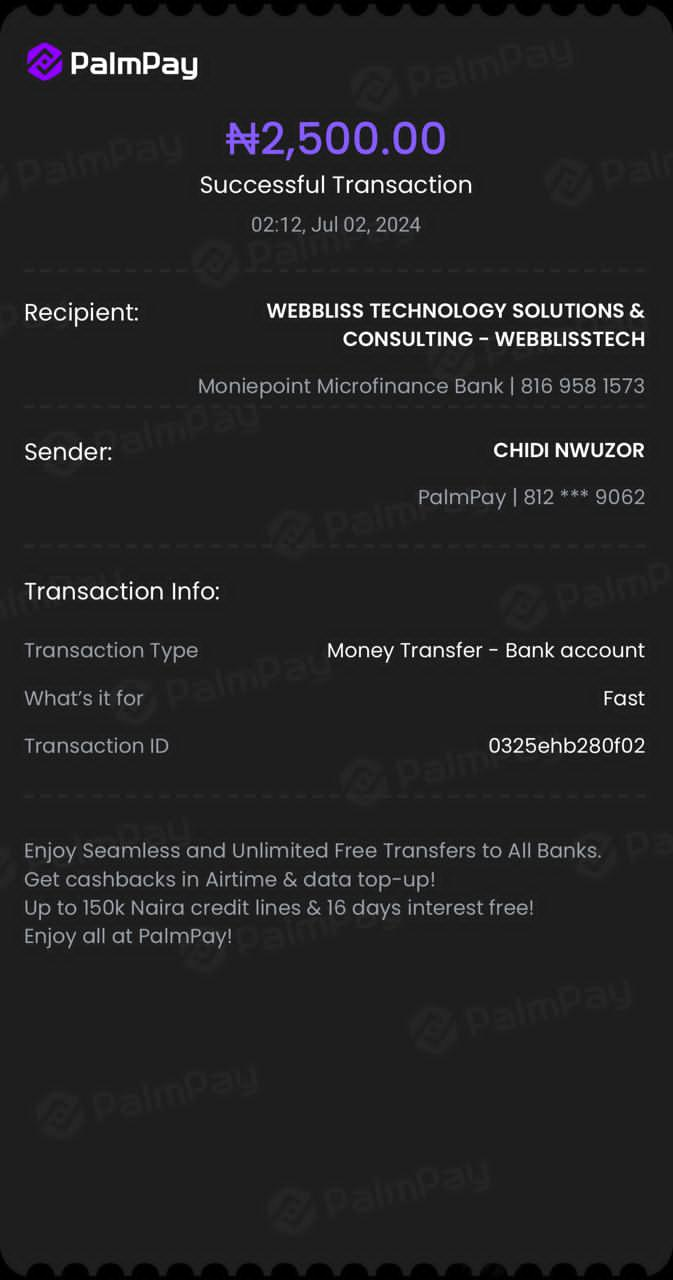 PalmPay
₦2,500.00
Successful Transaction
02:12, Jul 02, 2024
Recipient:
WEBBLISS TECHNOLOGY SOLUTIONS &
CONSULTING - WEBBLISSTECH
Moniepoint Microfinance Bank | 816 958 1573
Sender:
CHIDI NWUZOR
PalmPay | 812 *** 9062
Transaction Info:
Transaction Type Money Transfer - Bank account
What's it for Fast
Transaction ID 0325ehb280f02
Enjoy Seamless and Unlimited Free Transfers to All Banks.
Get cashbacks in Airtime & data top-up!
Up to 150k Naira credit lines & 16 days interest free!
Enjoy all at PalmPay!